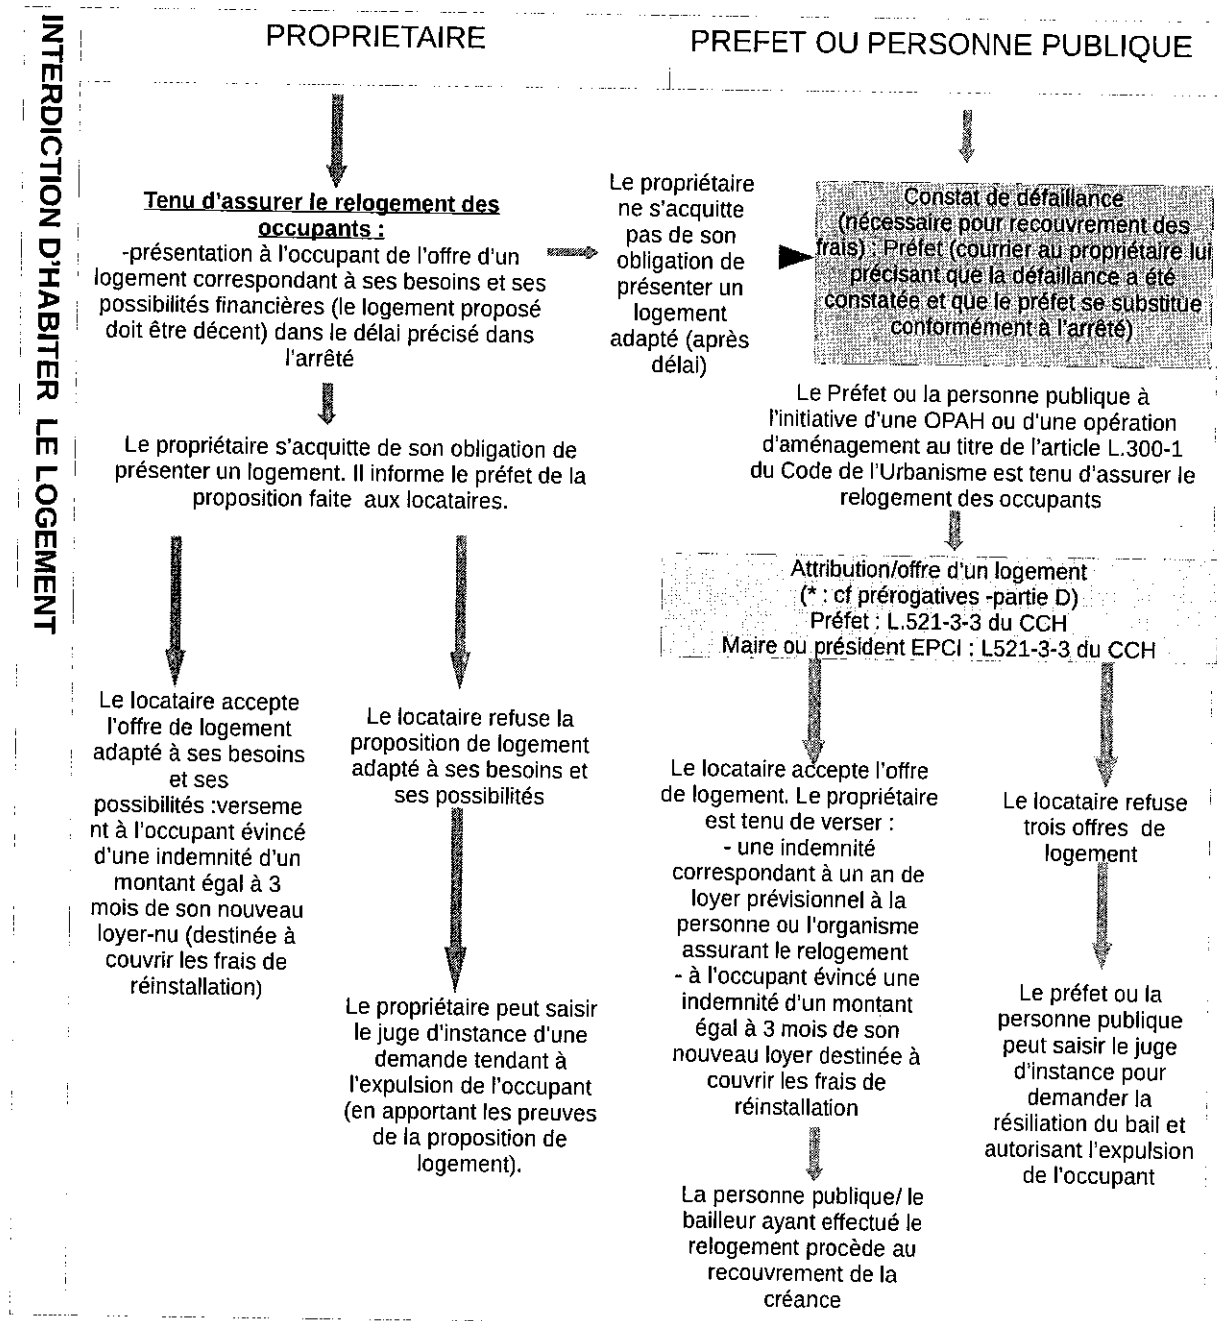 INTERDICTION D'HABITER LE LOGEMENT
PROPRIETAIRE
PREFET OU PERSONNE PUBLIQUE
Tenu d'assurer le relogement des
occupants :
-présentation à l'occupant de l'offre d'un
logement correspondant à ses besoins et ses
possibilités financières (le logement proposé
doit être décent) dans le délai précisé dans
l'arrêté
Le propriétaire
ne s'acquitte
pas de son
obligation de
présenter un
logement
adapté (après
délai)
Constat de défaillance
(nécessaire pour recouvrement des
frais) : Préfet (courrier au propriétaire lui
précisant que la défaillance a été
constatée et que le préfet se substitue
conformément à l'arrêté)
Le propriétaire s'acquitte de son obligation de
présenter un logement. Il informe le préfet de la
proposition faite aux locataires.
Le Préfet ou la personne publique à
l'initiative d'une OPAH ou d'une opération
d'aménagement au titre de l'article L.300-1
du Code de l'Urbanisme est tenu d'assurer le
relogement des occupants
Attribution/offre d'un logement
(* : cf prérogatives -partie D)
Préfet : L.521-3-3 du CCH
Maire ou président EPCI : L521-3-3 du CCH
Le locataire accepte
l'offre de logement
adapté à ses besoins
et ses
possibilités :verseme
nt à l'occupant évincé
d'une indemnité d'un
montant égal à 3
mois de son nouveau
loyer-nu (destinée à
couvrir les frais de
réinstallation)
Le locataire refuse la
proposition de logement
adapté à ses besoins et
ses possibilités
Le propriétaire peut saisir
le juge d'instance d'une
demande tendant à
l'expulsion de l'occupant
(en apportant les preuves
de la proposition de
logement).
Le locataire accepte l'offre
de logement. Le propriétaire
est tenu de verser :
- une indemnité
correspondant à un an de
loyer prévisionnel à la
personne ou l'organisme
assurant le relogement
- à l'occupant évincé une
indemnité d'un montant
égal à 3 mois de son
nouveau loyer destinée à
couvrir les frais de
réinstallation
La personne publique/ le
bailleur ayant effectué le
relogement procède au
recouvrement de la
créance
Le locataire refuse
trois offres de
logement
Le préfet ou la
personne publique
peut saisir le juge
d'instance pour
demander la
résiliation du bail et
autorisant l'expulsion
de l'occupant